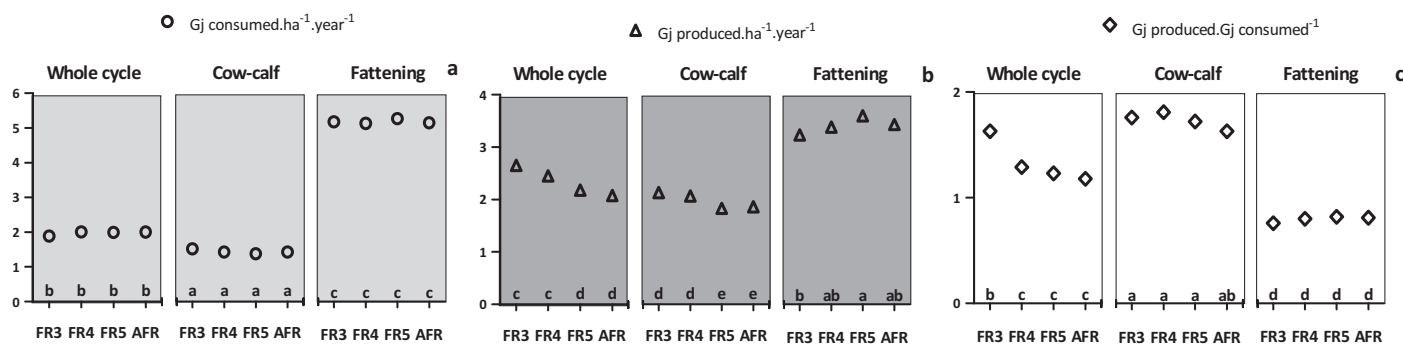 Gj consumed.ha⁻¹.year⁻¹
Whole cycle Cow-calf Fattening a
6
5
4
3
2
1
0
b b b b a a a a c c c c
FR3 FR4 FR5 AFR FR3 FR4 FR5 AFR FR3 FR4 FR5 AFR
Gj produced.ha⁻¹.year⁻¹
Whole cycle Cow-calf Fattening b
4
3
2
1
0
c c d d d d e e b ab a ab
FR3 FR4 FR5 AFR FR3 FR4 FR5 AFR FR3 FR4 FR5 AFR
Gj produced.Gj consumed⁻¹
Whole cycle Cow-calf Fattening c
2
1
0
b c c c a a a ab d d d d
FR3 FR4 FR5 AFR FR3 FR4 FR5 AFR FR3 FR4 FR5 AFR